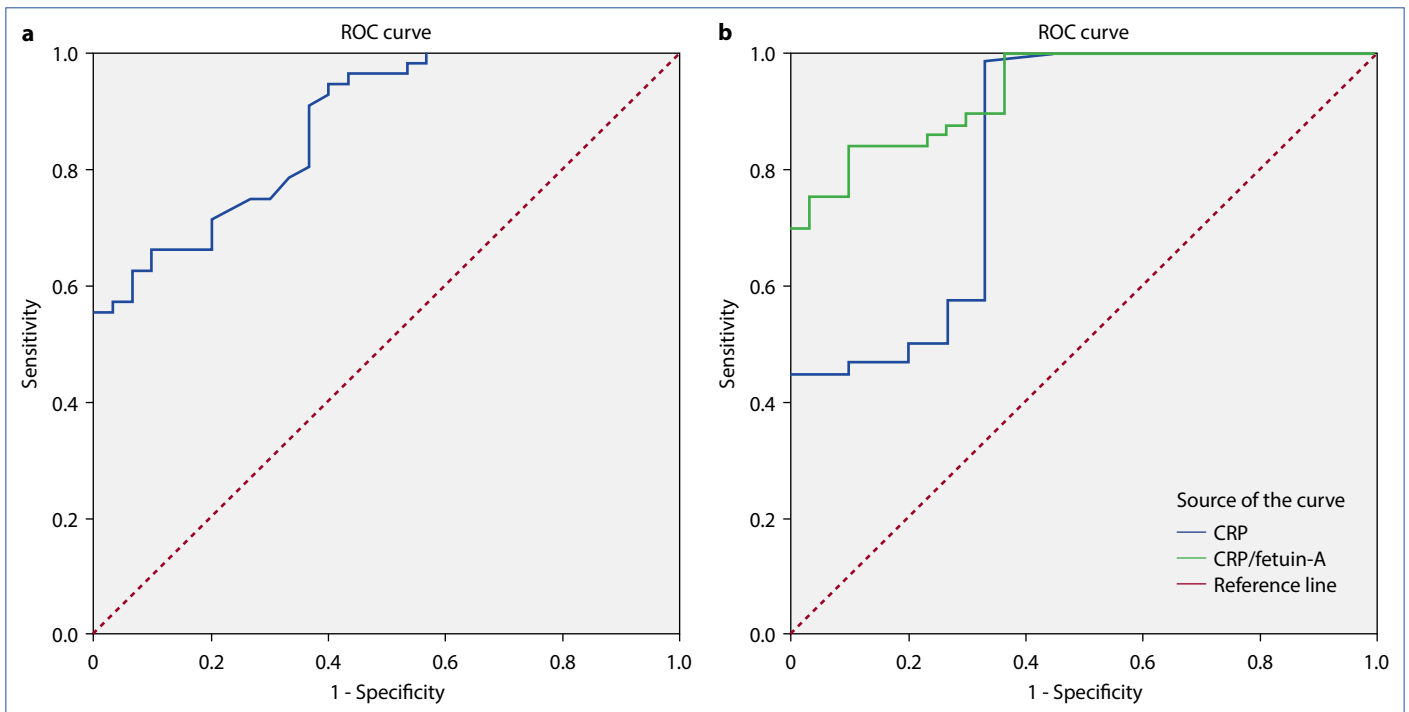 a
ROC curve
1.0
0.8
0.6
0.4
0.2
0.0
Sensitivity
0 0.2 0.4 0.6 0.8 1.0
1 - Specificity
b
ROC curve
1.0
0.8
0.6
0.4
0.2
0.0
Sensitivity
0 0.2 0.4 0.6 0.8 1.0
1 - Specificity
Source of the curve
CRP
CRP/fetuin-A
Reference line